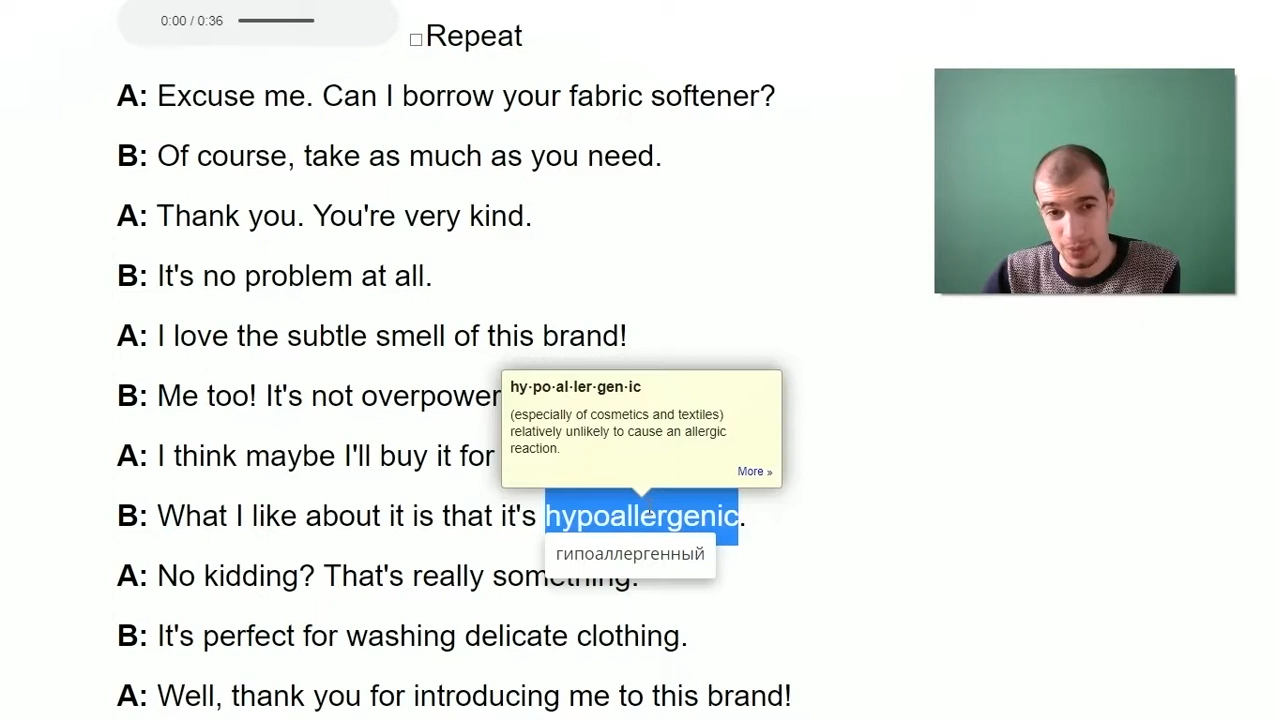 0:00 / 0:36
Repeat
A: Excuse me. Can I borrow your fabric softener?
B: Of course, take as much as you need.
A: Thank you. You're very kind.
B: It's no problem at all.
A: I love the subtle smell of this brand!
B: Me too! It's not overpower
hy·po·al·ler·gen·ic
(especially of cosmetics and textiles)
relatively unlikely to cause an allergic
reaction.
More »
A: I think maybe I'll buy it for
B: What I like about it is that it's hypoallergenic.
гипоаллергенный
A: No kidding? That's really something.
B: It's perfect for washing delicate clothing.
A: Well, thank you for introducing me to this brand!